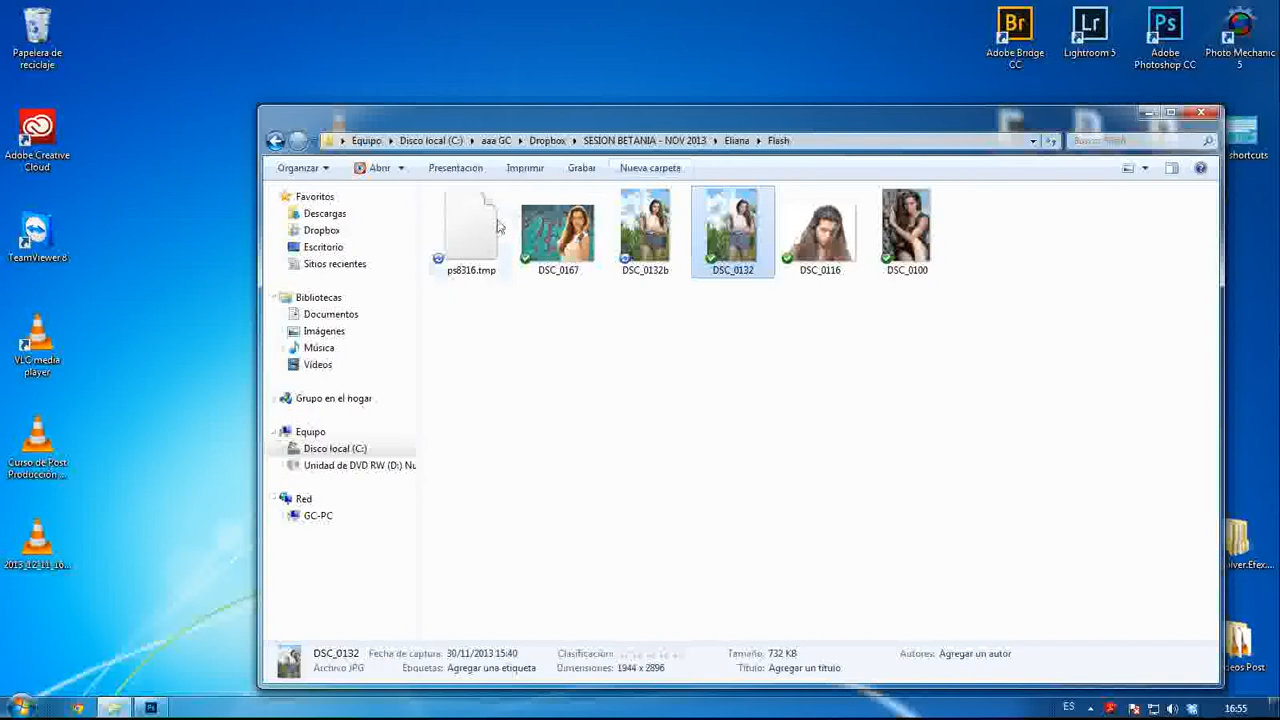 Papelera de
reciclaje
Adobe Creative
Cloud
TeamViewer 8
VLC media
player
Curso de Post
Producción ...
2013_12_11_16...
Br
Adobe Bridge
CC
Lr
Lightroom 5
Ps
Adobe
Photoshop CC
Photo Mechanic
5
shortcuts
Equipo
Disco local (C:)
aaa GC
Dropbox
SESION BETANIA - NOV 2013
Eliana
Flash
Organizar
Abrir
Presentación
Imprimir
Grabar
Nueva carpeta
Favoritos
Descargas
Dropbox
Escritorio
Sitios recientes
Bibliotecas
Documentos
Imágenes
Música
Vídeos
Grupo en el hogar
Equipo
Disco local (C:)
Unidad de DVD RW (D:) Nu
Red
GC-PC
ps8316.tmp
DSC_0167
DSC_0132b
DSC_0132
DSC_0116
DSC_0100
DSC_0132
Archivo JPG
Fecha de captura: 30/11/2013 15:40
Etiquetas: Agregar una etiqueta
Clasificación:
Dimensiones: 1944 x 2896
Tamaño: 732 KB
Título: Agregar un título
Autores: Agregar un autor
lver.Efex....
eos Post
Ps
ES
16:55